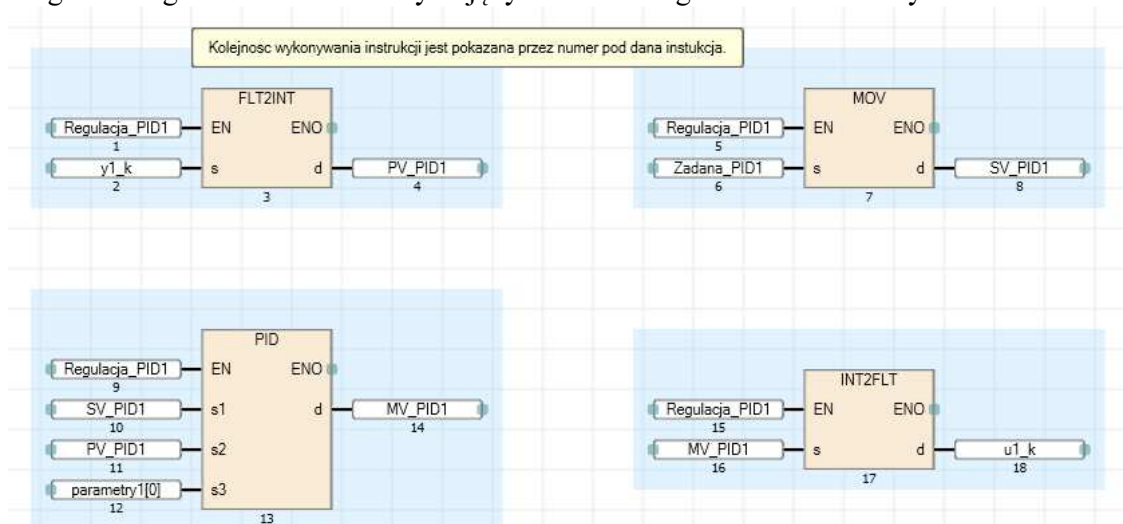 Kolejnosc wykonywania instrukcji jest pokazana przez numer pod dana instukcja.
FLT2INT
Regulacja_PID1 EN ENO
1
y1_k s d PV_PID1
2 4
3
MOV
Regulacja_PID1 EN ENO
5
Zadana_PID1 s d SV_PID1
6 8
7
PID
Regulacja_PID1 EN ENO
9
SV_PID1 s1 d MV_PID1
10 14
PV_PID1 s2
11
parametry1[0] s3
12
13
INT2FLT
Regulacja_PID1 EN ENO
15
MV_PID1 s d u1_k
16 18
17